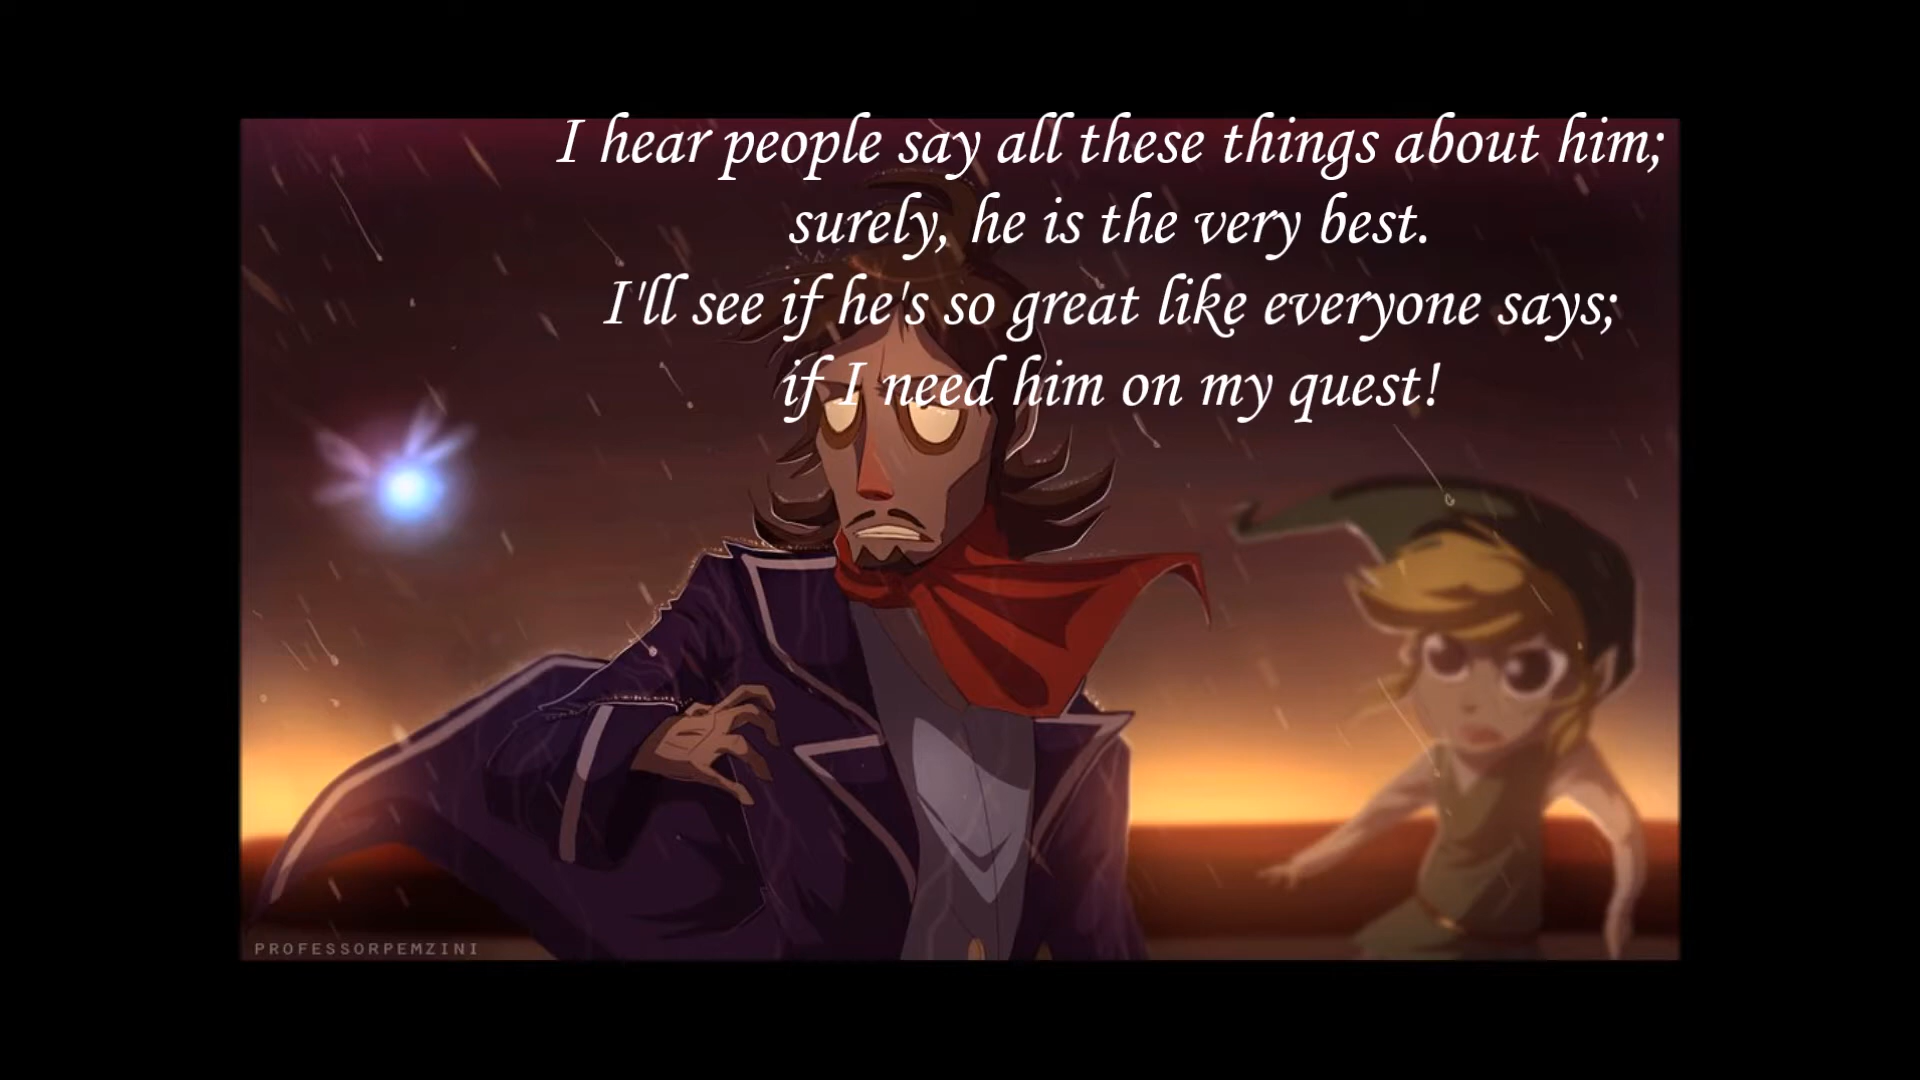 I hear people say all these things about him;
surely, he is the very best.
I'll see if he's so great like everyone says;
if I need him on my quest!
PROFESSORPEMZINI